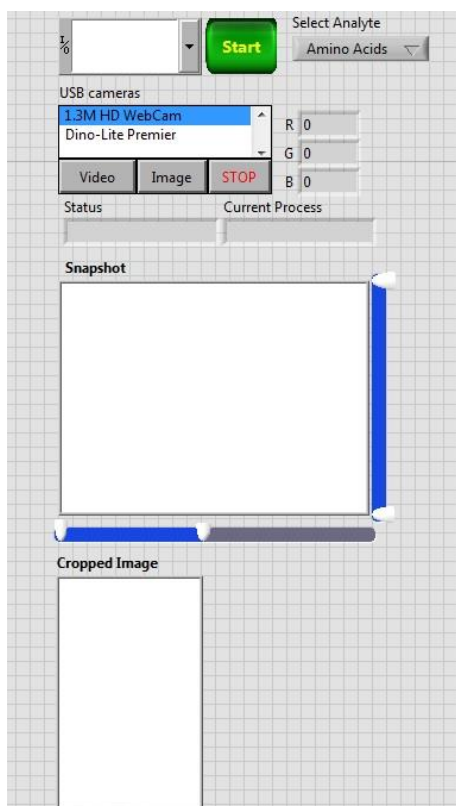 I/O
Start
Select Analyte
Amino Acids
USB cameras
1.3M HD WebCam
Dino-Lite Premier
R 0
G 0
B 0
Video
Image
STOP
Status
Current Process
Snapshot
Cropped Image